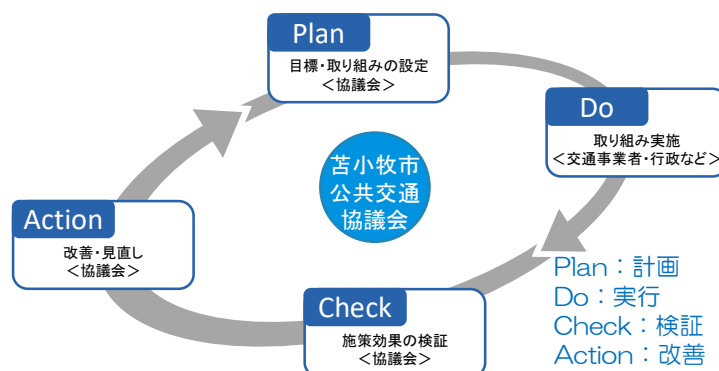 Plan
目標・取り組みの設定
<協議会>
Do
取り組み実施
<交通事業者・行政など>
苫小牧市
公共交通
協議会
Action
改善・見直し
<協議会>
Check
施策効果の検証
<協議会>
Plan：計画
Do：実行
Check：検証
Action：改善